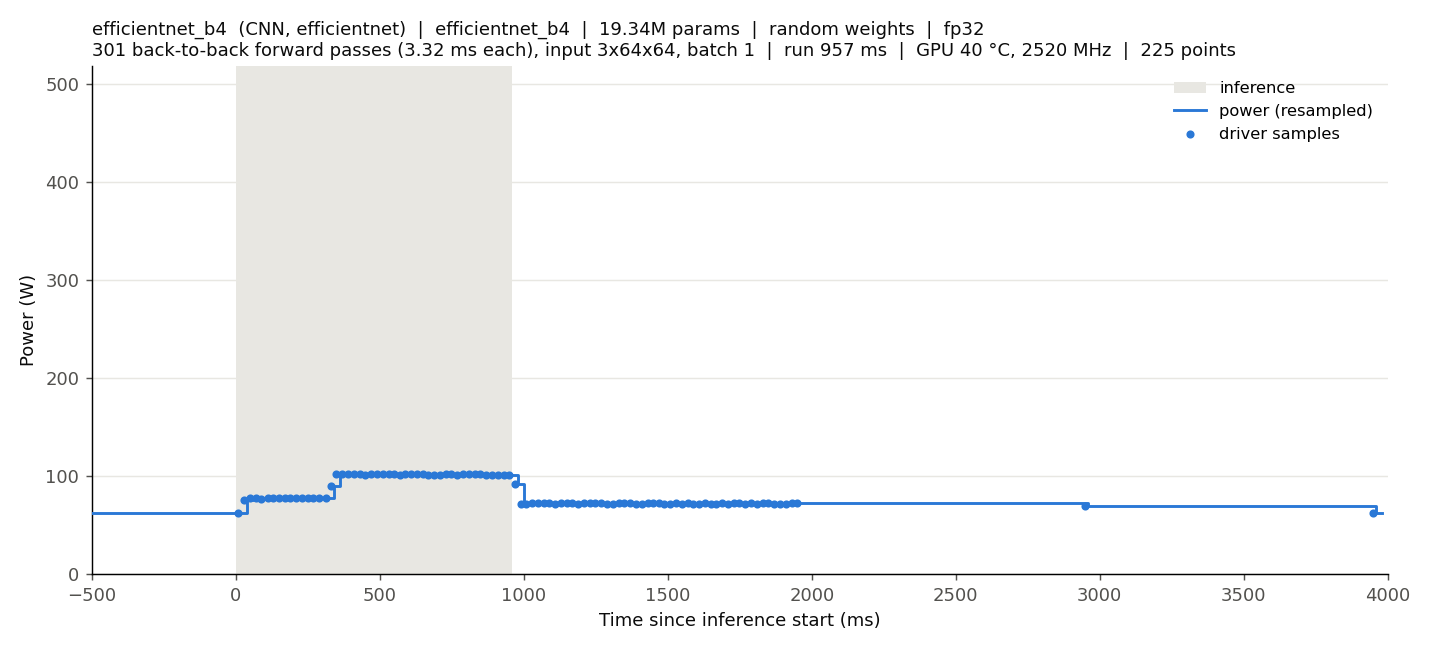 efficientnet_b4  (CNN, efficientnet)  |  efficientnet_b4  |  19.34M params  |  random weights  |  fp32
301 back-to-back forward passes (3.32 ms each), input 3x64x64, batch 1  |  run 957 ms  |  GPU 40 °C, 2520 MHz  |  225 points
inference
power (resampled)
driver samples
Power (W)
500
400
300
200
100
0
−500
0
500
1000
1500
2000
2500
3000
3500
4000
Time since inference start (ms)